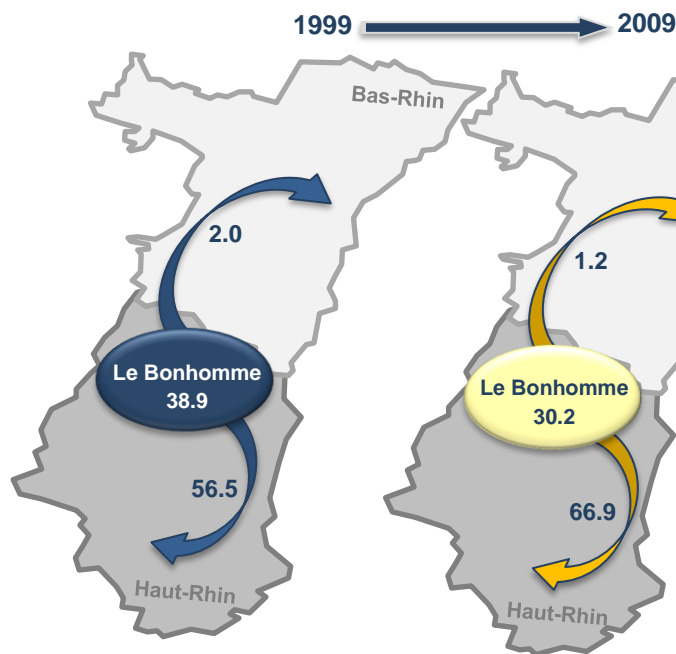 1999 2009
Bas-Rhin
2.0
1.2
Le Bonhomme
38.9
Le Bonhomme
30.2
56.5
66.9
Haut-Rhin
Haut-Rhin